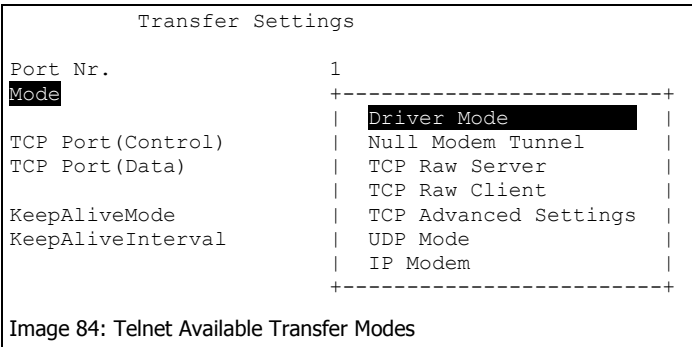 Transfer Settings
Port Nr. 1
Mode +--------------------------+
| Driver Mode |
TCP Port(Control) | Null Modem Tunnel |
TCP Port(Data) | TCP Raw Server |
| TCP Raw Client |
KeepAliveMode | TCP Advanced Settings |
KeepAliveInterval | UDP Mode |
| IP Modem |
+--------------------------+
Image 84: Telnet Available Transfer Modes